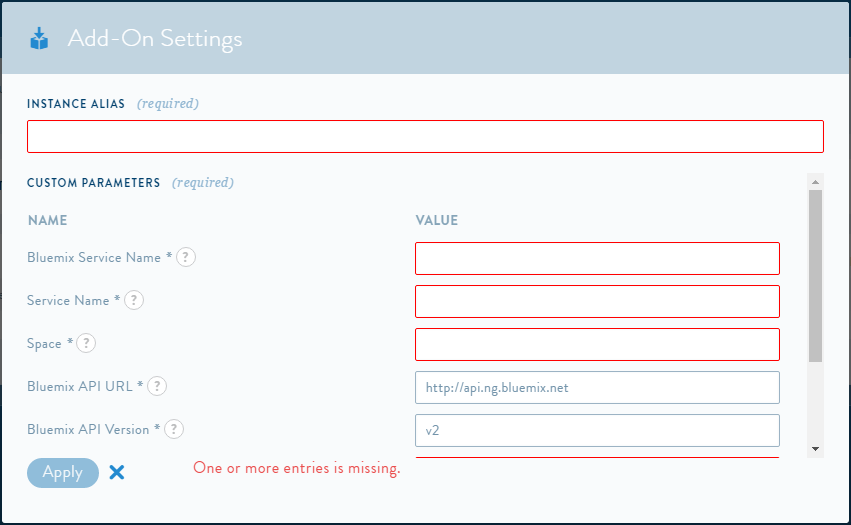 Add-On Settings
INSTANCE ALIAS (required)
CUSTOM PARAMETERS (required)
NAME VALUE
Bluemix Service Name * ?
Service Name * ?
Space * ?
Bluemix API URL * ? http://api.ng.bluemix.net
Bluemix API Version * ? v2
Apply One or more entries is missing.